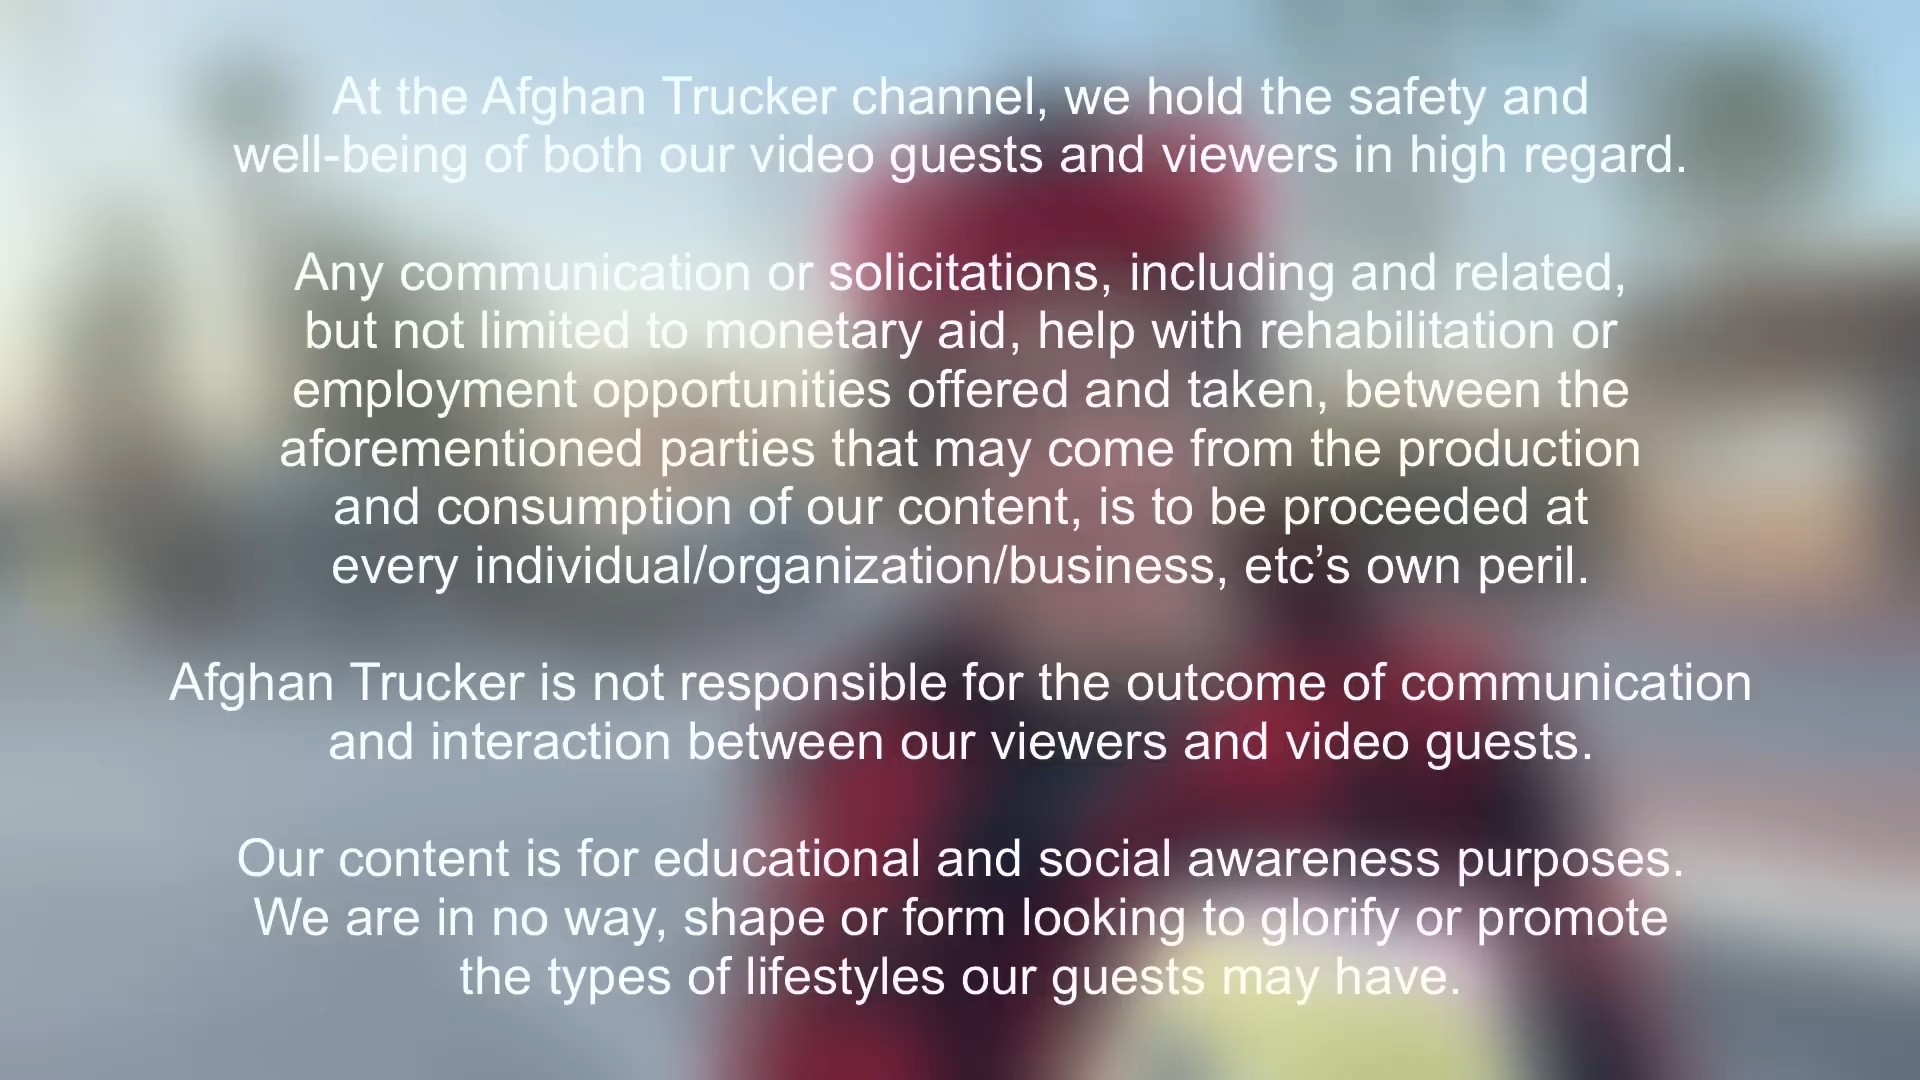 At the Afghan Trucker channel, we hold the safety and
well-being of both our video guests and viewers in high regard.
Any communication or solicitations, including and related,
but not limited to monetary aid, help with rehabilitation or
employment opportunities offered and taken, between the
aforementioned parties that may come from the production
and consumption of our content, is to be proceeded at
every individual/organization/business, etc’s own peril.
Afghan Trucker is not responsible for the outcome of communication
and interaction between our viewers and video guests.
Our content is for educational and social awareness purposes.
We are in no way, shape or form looking to glorify or promote
the types of lifestyles our guests may have.